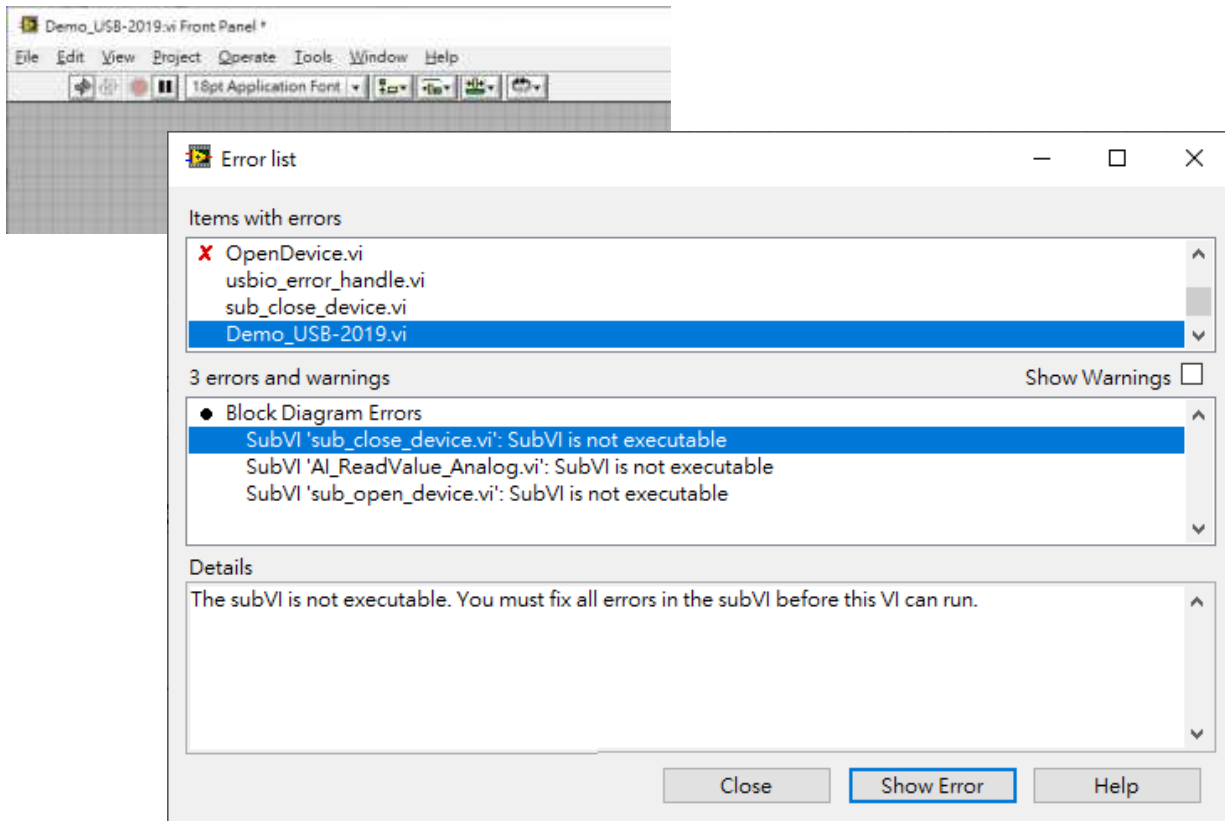 Demo_USB-2019.vi Front Panel *
File Edit View Project Operate Tools Window Help
18pt Application Font
Error list
Items with errors
OpenDevice.vi
usbio_error_handle.vi
sub_close_device.vi
Demo_USB-2019.vi
3 errors and warnings Show Warnings
Block Diagram Errors
SubVI 'sub_close_device.vi': SubVI is not executable
SubVI 'AI_ReadValue_Analog.vi': SubVI is not executable
SubVI 'sub_open_device.vi': SubVI is not executable
Details
The subVI is not executable. You must fix all errors in the subVI before this VI can run.
Close Show Error Help